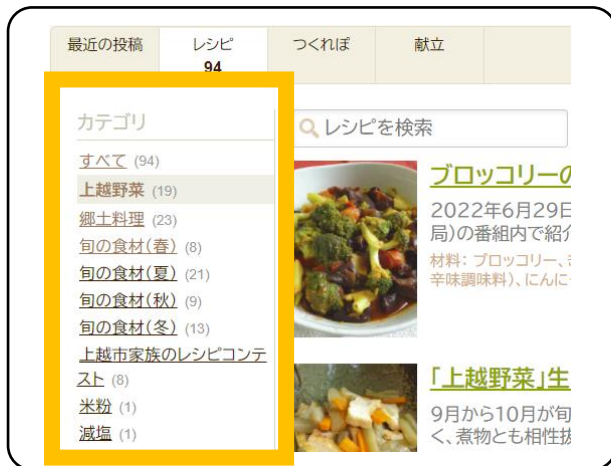 最近の投稿
レシピ
94
つくれぽ
献立
カテゴリ
すべて (94)
上越野菜 (19)
郷土料理 (23)
旬の食材(春) (8)
旬の食材(夏) (21)
旬の食材(秋) (9)
旬の食材(冬) (13)
上越市家族のレシピコンテ
スト (8)
米粉 (1)
減塩 (1)
レシピを検索
ブロッコリーの
2022年6月29日
局)の番組内で紹介
材料: ブロッコリー、
辛味調味料)、にんに
「上越野菜」生
9月から10月が旬
く、煮物とも相性抜